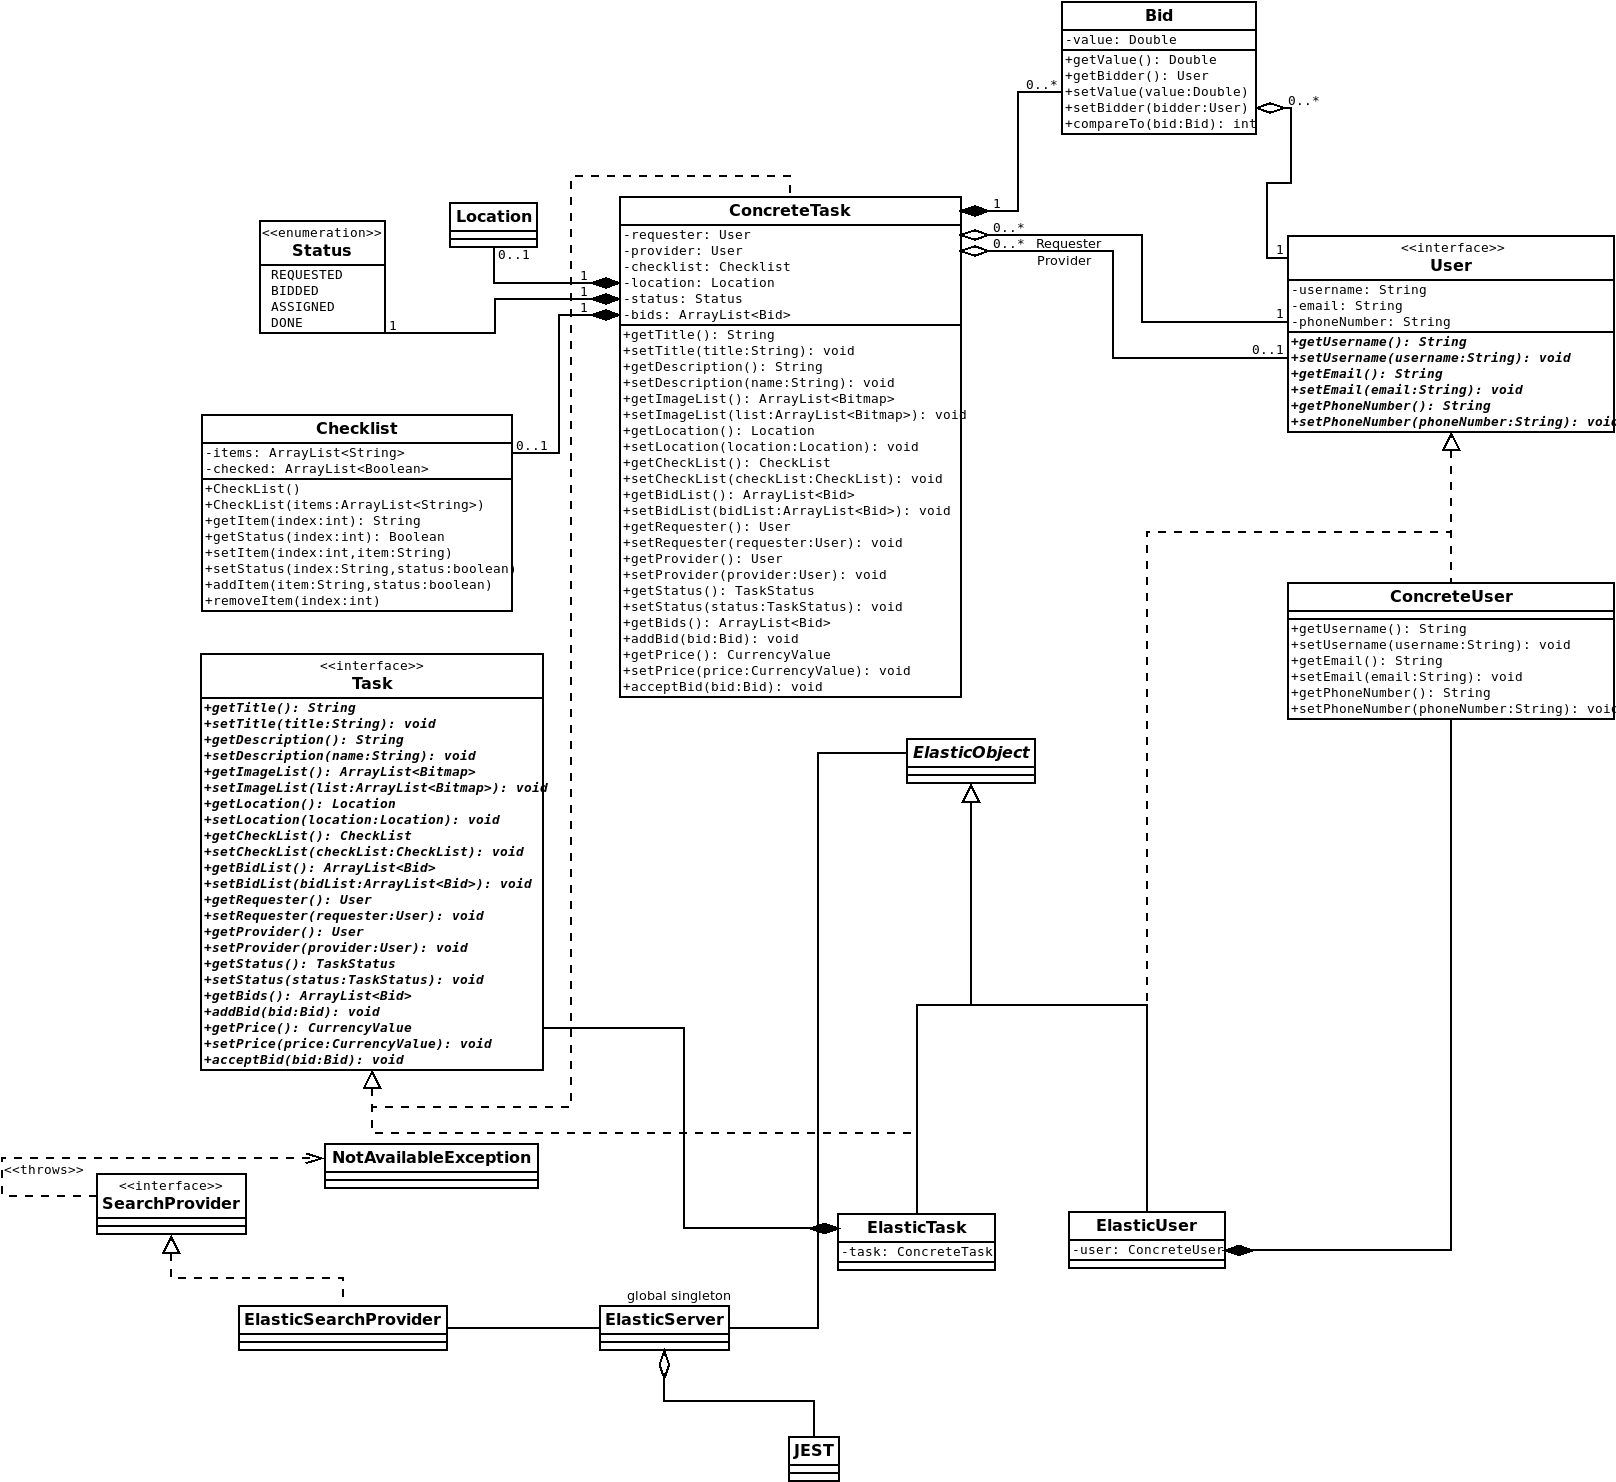 Bid
-value: Double
+getValue(): Double
+getBidder(): User
+setValue(value:Double)
+setBidder(bidder:User)
+compareTo(bid:Bid): int
0..*
0..*
1
<<enumeration>>
Status
REQUESTED
BIDDED
ASSIGNED
DONE
1
Location
0..1
1
1
1
ConcreteTask
-requester: User
-provider: User
-checklist: Checklist
-location: Location
-status: Status
-bids: ArrayList<Bid>
+getTitle(): String
+setTitle(title:String): void
+getDescription(): String
+setDescription(name:String): void
+getImageList(): ArrayList<Bitmap>
+setImageList(list:ArrayList<Bitmap>): void
+getLocation(): Location
+setLocation(location:Location): void
+getCheckList(): CheckList
+setCheckList(checkList:CheckList): void
+getBidList(): ArrayList<Bid>
+setBidList(bidList:ArrayList<Bid>): void
+getRequester(): User
+setRequester(requester:User): void
+getProvider(): User
+setProvider(provider:User): void
+getStatus(): TaskStatus
+setStatus(status:TaskStatus): void
+getBids(): ArrayList<Bid>
+addBid(bid:Bid): void
+getPrice(): CurrencyValue
+setPrice(price:CurrencyValue): void
+acceptBid(bid:Bid): void
1
0..*
0..* Requester
Provider
1
0..1
<<interface>>
User
-username: String
-email: String
-phoneNumber: String
+getUsername(): String
+setUsername(username:String): void
+getEmail(): String
+setEmail(email:String): void
+getPhoneNumber(): String
+setPhoneNumber(phoneNumber:String): void
Checklist
-items: ArrayList<String>
-checked: ArrayList<Boolean>
+CheckList()
+CheckList(items:ArrayList<String>)
+getItem(index:int): String
+getStatus(index:int): Boolean
+setItem(index:int,item:String)
+setStatus(index:String,status:boolean)
+addItem(item:String,status:boolean)
+removeItem(index:int)
0..1
ConcreteUser
+getUsername(): String
+setUsername(username:String): void
+getEmail(): String
+setEmail(email:String): void
+getPhoneNumber(): String
+setPhoneNumber(phoneNumber:String): void
<<interface>>
Task
+getTitle(): String
+setTitle(title:String): void
+getDescription(): String
+setDescription(name:String): void
+getImageList(): ArrayList<Bitmap>
+setImageList(list:ArrayList<Bitmap>): void
+getLocation(): Location
+setLocation(location:Location): void
+getCheckList(): CheckList
+setCheckList(checkList:CheckList): void
+getBidList(): ArrayList<Bid>
+setBidList(bidList:ArrayList<Bid>): void
+getRequester(): User
+setRequester(requester:User): void
+getProvider(): User
+setProvider(provider:User): void
+getStatus(): TaskStatus
+setStatus(status:TaskStatus): void
+getBids(): ArrayList<Bid>
+addBid(bid:Bid): void
+getPrice(): CurrencyValue
+setPrice(price:CurrencyValue): void
+acceptBid(bid:Bid): void
ElasticObject
NotAvailableException
<<throws>>
<<interface>>
SearchProvider
ElasticTask
-task: ConcreteTask
ElasticUser
-user: ConcreteUser
ElasticSearchProvider
global singleton
ElasticServer
JEST